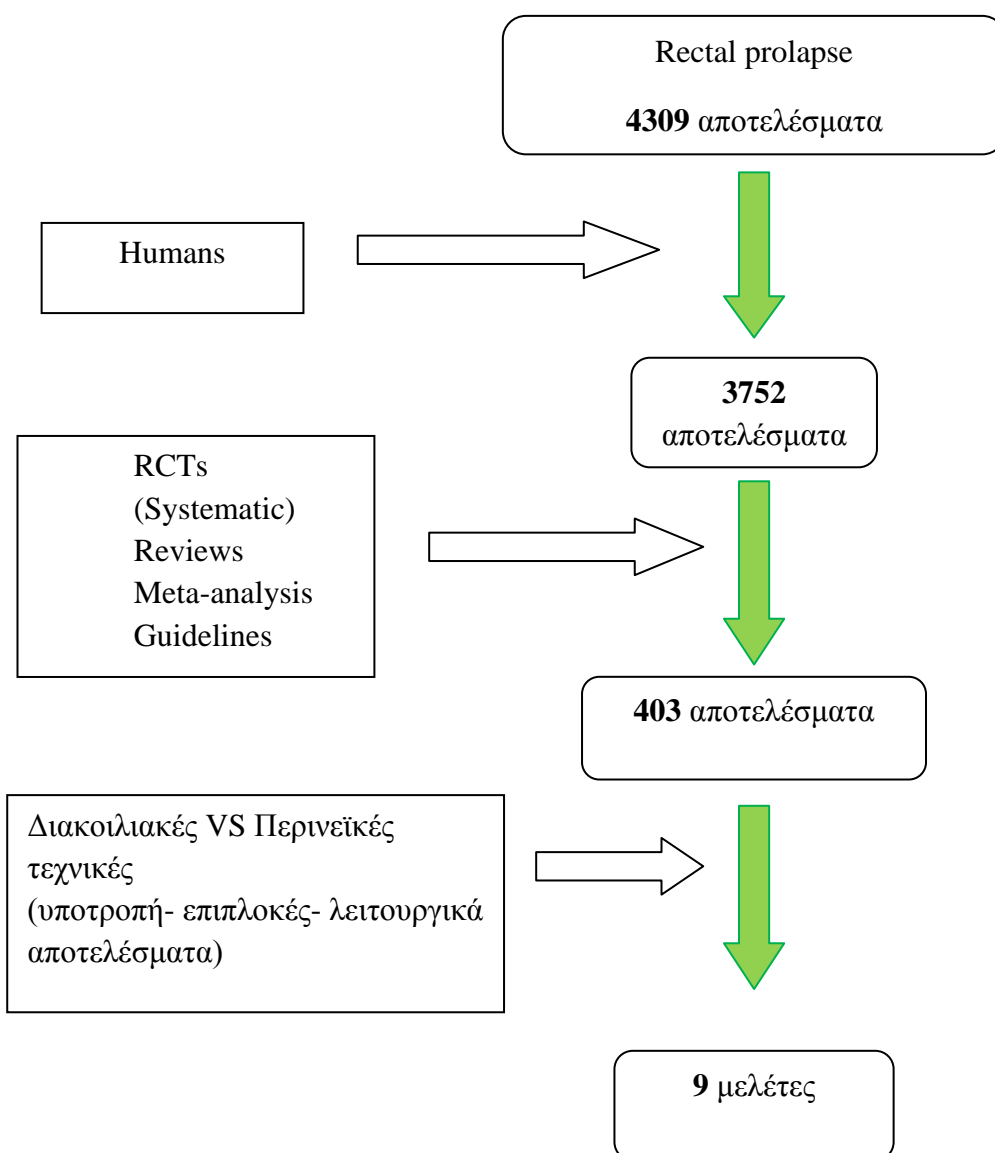 Rectal prolapse
4309 αποτελέσματα
Humans
3752
αποτελέσματα
RCTs
(Systematic)
Reviews
Meta-analysis
Guidelines
403 αποτελέσματα
Διακοιλιακές VS Περινεϊκές
τεχνικές
(υποτροπή- επιπλοκές- λειτουργικά
αποτελέσματα)
9 μελέτες